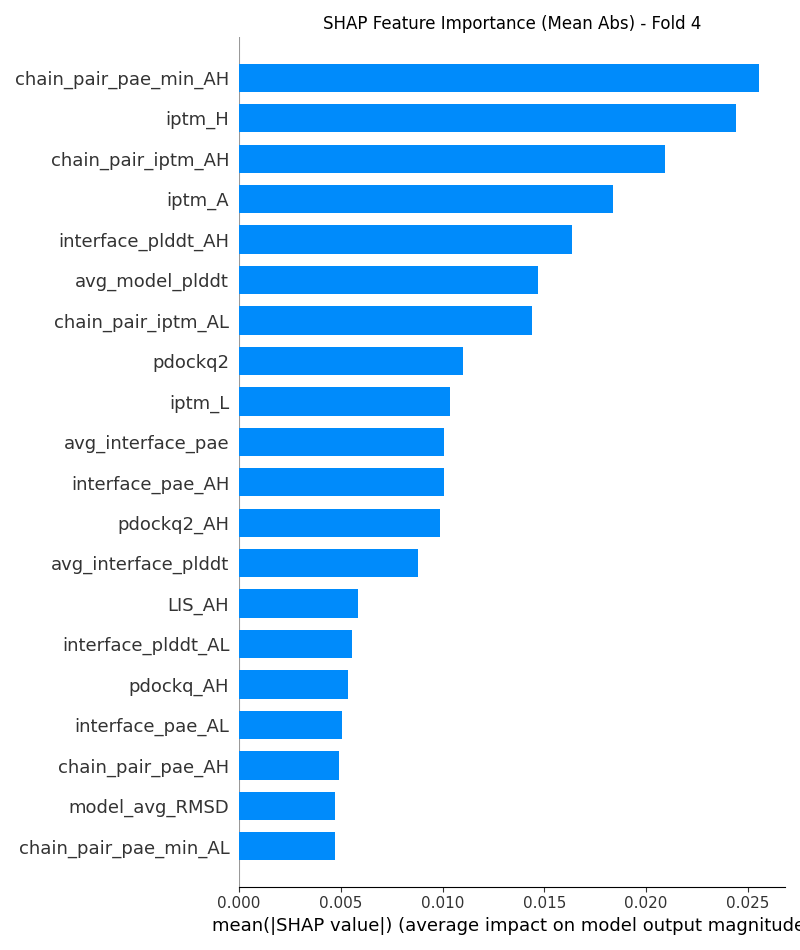 SHAP Feature Importance (Mean Abs) - Fold 4
chain_pair_pae_min_AH
iptm_H
chain_pair_iptm_AH
iptm_A
interface_plddt_AH
avg_model_plddt
chain_pair_iptm_AL
pdockq2
iptm_L
avg_interface_pae
interface_pae_AH
pdockq2_AH
avg_interface_plddt
LIS_AH
interface_plddt_AL
pdockq_AH
interface_pae_AL
chain_pair_pae_AH
model_avg_RMSD
chain_pair_pae_min_AL
0.000 0.005 0.010 0.015 0.020 0.025
mean(|SHAP value|) (average impact on model output magnitude